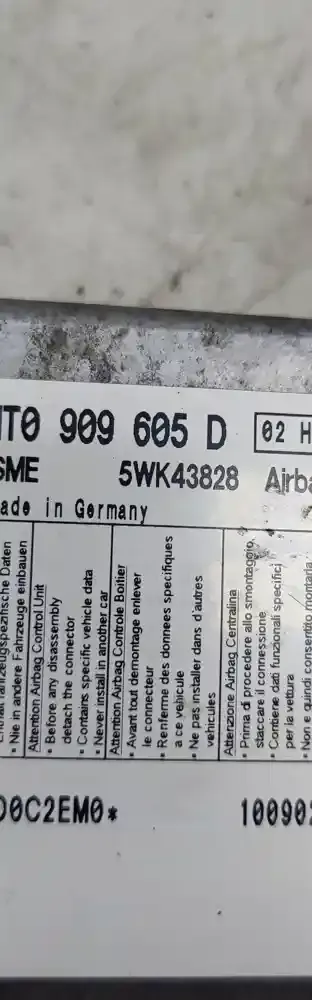 1T0 909 605 D 02 H
SME 5WK43828 Airba
ade in Germany
fahrzeugspezifische Daten
• Nie in andere Fahrzeuge einbauen
Attention Airbag Control Unit
• Before any disassembly
detach the connector
• Contains specific vehicle data
• Never install in another car
Attention Airbag Controle Boitier
• Avant tout demontage enlever
le connecteur
• Renferme des donnees specifiques
a ce vehicule
• Ne pas installer dans d'autres
vehicules
Attenzione Airbag Centralina
• Prima di procedere allo smontaggio,
staccare il connessione
• Contiene dati funzionali specifici
per la vettura
• Non e quindi consentito montarla
D0C2EM0* 10090